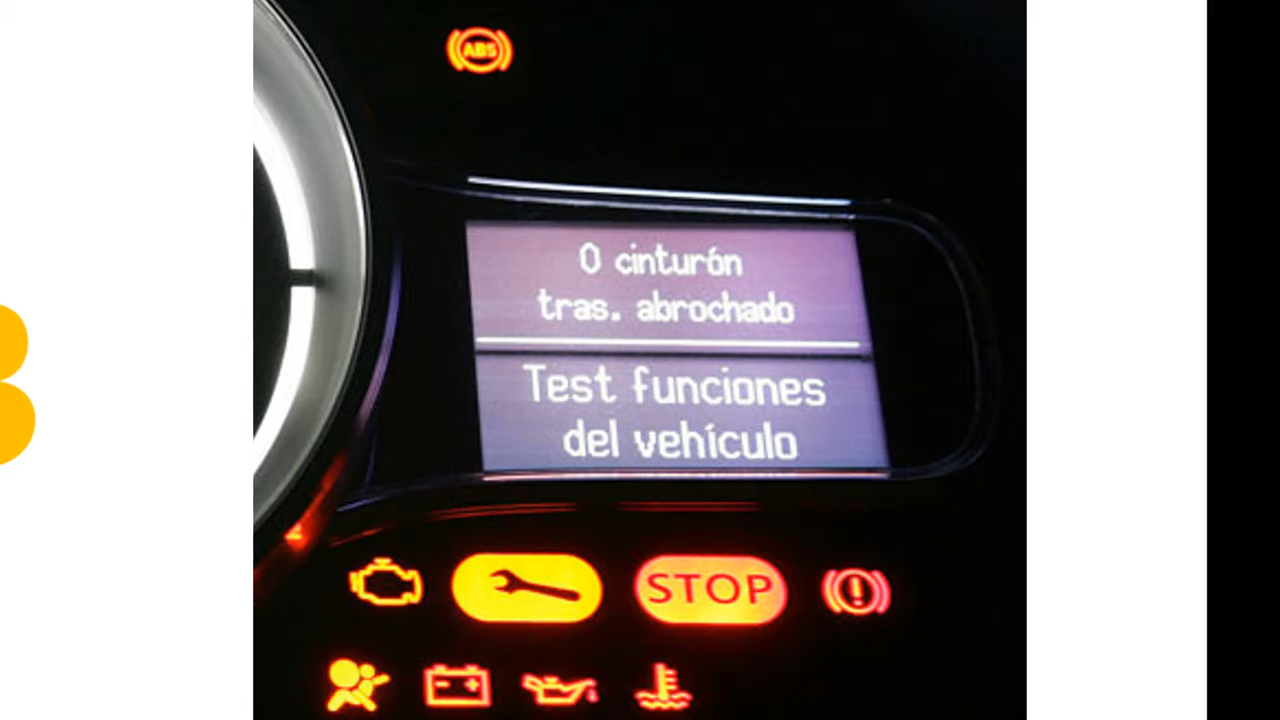 ABS
0 cinturón
tras. abrochado
Test funciones
del vehículo
STOP